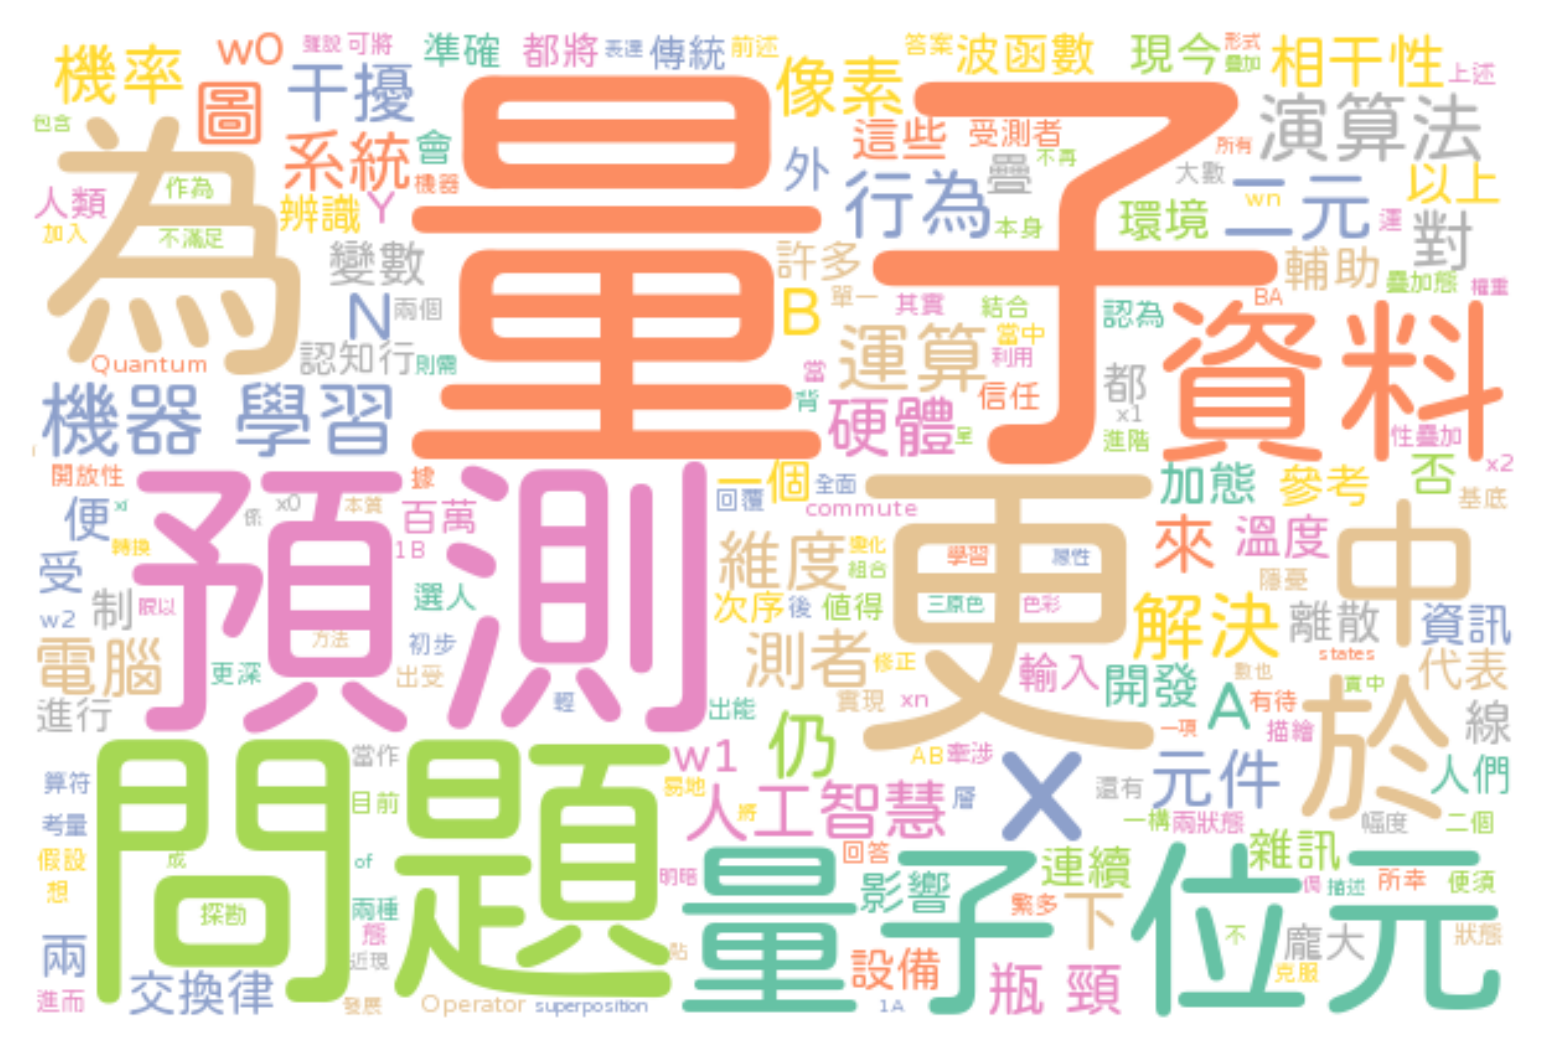 機率
w0
雖說
可將
準確
都將
表達
傳統
前述
答案
波函數
現今
形式
疊加
相干性
上述
干擾
圖
像素
量子
包含
為
系統
會
機器
這些
受測者
所有
演算法
外
疊
不再
大數
二元
wn
以上
人類
作為
辨識
Y
行為
本身
環境
運
對
加入
不滿足
變數
許多
輔助
疊加態
權重
N
兩個
B
單一
其實
結合
認為
BA
資料
Quantum
認知行
則需
當
運算
當中
利用
信任
都
x1
機器 學習
背
硬體
呈
進階
性疊加
x2
開放性
預測
據
一個
回覆
全面
commute
更
加態
參考
否
基底
便
xi
係
x0
本質
百萬
1B
轉換
維度
變化
組合
學習
屬性
來
溫度
中
隱憂
受
制
限以
w2
選人
次序
後
值得
三原色
色彩
解決
離散
資訊
電腦
方法
初步
測者
修正
states
更深
出受
輸入
開發
數也
實中
代表
進行
輕
出能
實現
xn
A
有待
描繪
一項
於
線
問題
當作
w1
仍
AB
牽涉
X
元件
還有
人們
算符
目前
易地
人工智慧
將
層
一構
兩狀態
幅度
二個
考量
假設
成
of
回答
連續
雜訊
想
明暗
量子位元
影響
偶
描述
所幸
便須
探勘
兩種
繁多
下
態
不
龐大
狀態
兩
近現
點
設備
瓶 頸
克服
進而
交換律
發展
Operator
superposition
1A